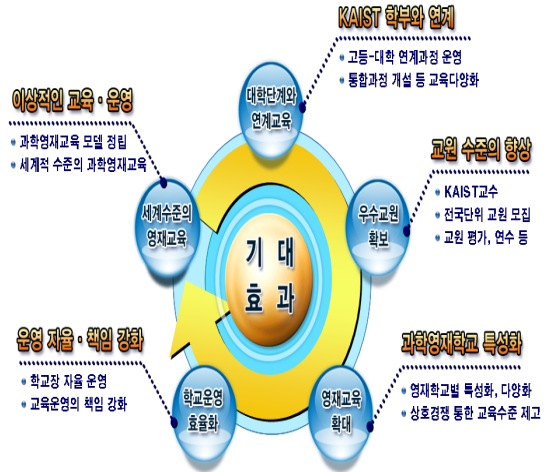 KAIST 학부와 연계
고등-대학 연계과정 운영
통합과정 개설 등 교육다양화
대학단계와
연계교육
이상적인 교육·운영
과학영재교육 모델 정립
세계적 수준의 과학영재교육
세계수준의
영재교육
교원 수준의 향상
KAIST교수
전국단위 교원 모집
교원 평가, 연수 등
우수교원
확보
기대
효과
운영 자율·책임 강화
학교장 자율 운영
교육운영의 책임 강화
학교운영
효율화
과학영재학교 특성화
영재학교별 특성화, 다양화
상호경쟁 통한 교육수준 제고
영재교육
확대